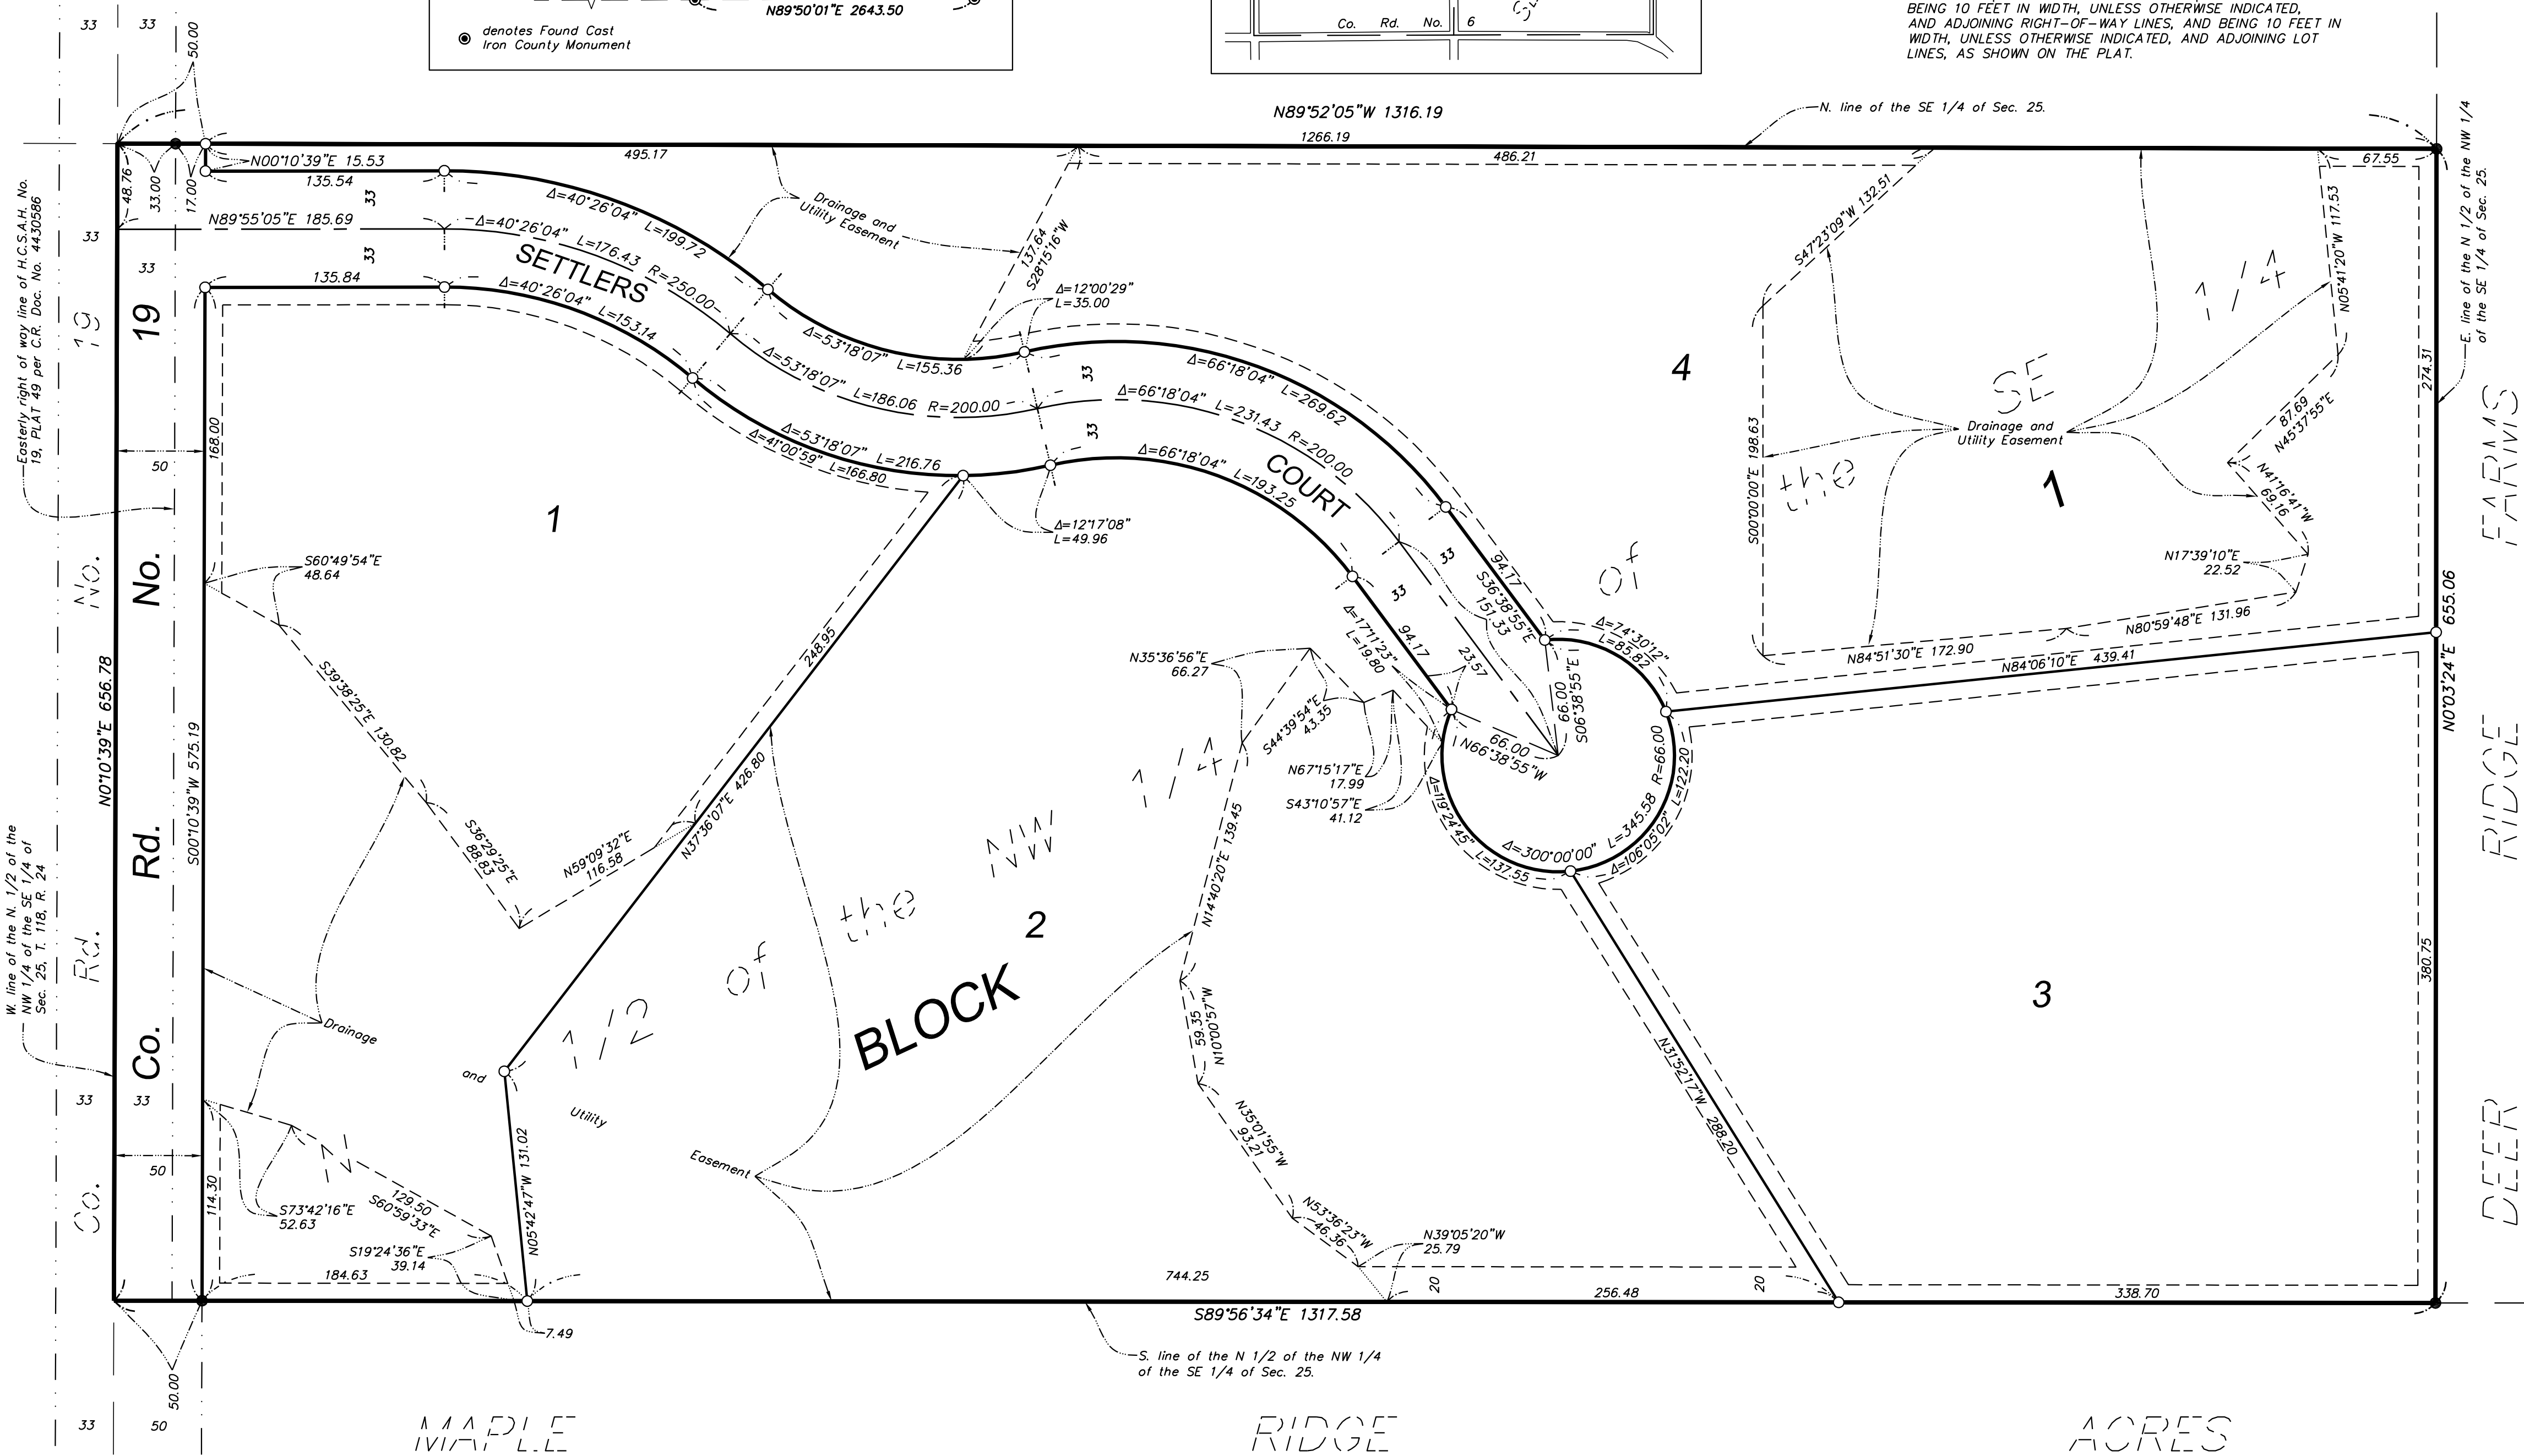 N89°50'01"E 2643.50
denotes Found Cast
Iron County Monument
Co. Rd. No. 6
BEING 10 FEET IN WIDTH, UNLESS OTHERWISE INDICATED,
AND ADJOINING RIGHT-OF-WAY LINES, AND BEING 10 FEET IN
WIDTH, UNLESS OTHERWISE INDICATED, AND ADJOINING LOT
LINES, AS SHOWN ON THE PLAT.
33
33
50.00
N89°52'05"W 1316.19
1266.19
N. line of the SE 1/4 of Sec. 25.
495.17
486.21
67.55
N00°10'39"E 15.53
135.54
48.76
33.00
17.00
33
N89°55'05"E 185.69
33
135.84
33
33
Easterly right of way line of H.C.S.A.H. No.
19, PLAT 49 per C.R. Doc. No. 4430586
Δ=40°26'04" L=199.72
Δ=40°26'04" L=176.43 R=250.00
Δ=40°26'04" L=153.14
SETTLERS
COURT
Drainage and
Utility Easement
137.64
S28°15'16"W
Δ=12°00'29"
L=35.00
Δ=53°18'07" L=155.36
Δ=53°18'07" L=186.06 R=200.00
Δ=53°18'07" L=216.76
Δ=41°00'59" L=166.80
Δ=12°17'08"
L=49.96
33
33
Δ=66°18'04" L=269.62
Δ=66°18'04" L=231.43 R=200.00
Δ=66°18'04" L=193.25
33
33
94.17
S36°38'55"E
151.33
94.17
23.57
Δ=17°11'23"
L=19.80
66.00
S06°38'55"E
66.00
N66°38'55"W
Δ=74°30'12"
L=85.82
Δ=300°00'00" L=345.58 R=66.00
Δ=106°05'02" L=122.20
Δ=119°24'45" L=137.55
4
S47°23'09"W 132.51
S00°00'00"E 198.63
Drainage and
Utility Easement
N05°41'20"W 117.53
87.69
N45°37'55"E
N41°16'41"W
69.16
N17°39'10"E
22.52
N80°59'48"E 131.96
N84°51'30"E 172.90
N84°06'10"E 439.41
274.31
E. line of the N 1/2 of the NW 1/4
of the SE 1/4 of Sec. 25.
N0°03'24"E 655.06
380.75
1
1
2
3
BLOCK
N 1/2 of the NW 1/4 of the SE 1/4
168.00
50
S60°49'54"E
48.64
S39°38'25"E 130.82
S36°29'25"E
88.83
N59°09'32"E
116.58
248.95
N37°36'07"E 426.80
N0°10'39"E 656.78
S00°10'39"W 575.19
19
No.
Rd.
Co.
19
No.
Rd.
Co.
W. line of the N. 1/2 of the
NW 1/4 of the SE 1/4 of
Sec. 25, T. 118, R. 24
Drainage
and
Utility
Easement
N35°36'56"E
66.27
S44°39'54"E
43.35
N67°15'17"E
17.99
S43°10'57"E
41.12
N14°40'20"E 139.45
59.35
N10°00'57"W
N35°01'55"W
93.21
N53°36'23"W
46.36
N39°05'20"W
25.79
N31°52'17"W 288.20
33
33
50
114.30
S73°42'16"E
52.63
129.50
S60°59'33"E
S19°24'36"E
39.14
N05°42'47"W 131.02
184.63
744.25
20
256.48
20
338.70
S89°56'34"E 1317.58
7.49
S. line of the N 1/2 of the NW 1/4
of the SE 1/4 of Sec. 25.
50.00
33
50
MAPLE RIDGE ACRES
DEER RIDGE FARMS